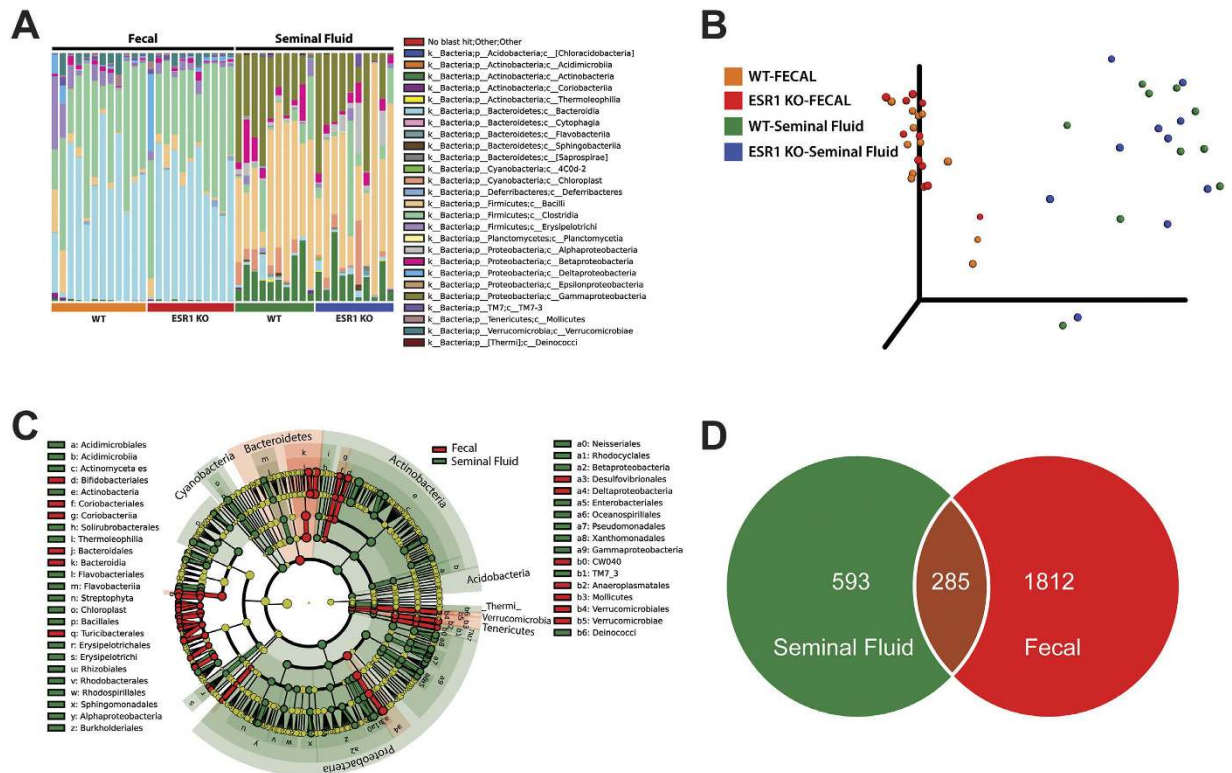 A
Fecal
Seminal Fluid
WT
ESR1 KO
WT
ESR1 KO
No blast hit;Other;Other
k__Bacteria;p__Acidobacteria;c__[Chloracidobacteria]
k__Bacteria;p__Actinobacteria;c__Acidimicrobiia
k__Bacteria;p__Actinobacteria;c__Actinobacteria
k__Bacteria;p__Actinobacteria;c__Coriobacteriia
k__Bacteria;p__Actinobacteria;c__Thermoleophilia
k__Bacteria;p__Bacteroidetes;c__Bacteroidia
k__Bacteria;p__Bacteroidetes;c__Cytophagia
k__Bacteria;p__Bacteroidetes;c__Flavobacteriia
k__Bacteria;p__Bacteroidetes;c__Sphingobacteriia
k__Bacteria;p__Bacteroidetes;c__[Saprospirae]
k__Bacteria;p__Cyanobacteria;c__4C0d-2
k__Bacteria;p__Cyanobacteria;c__Chloroplast
k__Bacteria;p__Deferribacteres;c__Deferribacteres
k__Bacteria;p__Firmicutes;c__Bacilli
k__Bacteria;p__Firmicutes;c__Clostridia
k__Bacteria;p__Firmicutes;c__Erysipelotrichi
k__Bacteria;p__Planctomycetes;c__Planctomycetia
k__Bacteria;p__Proteobacteria;c__Alphaproteobacteria
k__Bacteria;p__Proteobacteria;c__Betaproteobacteria
k__Bacteria;p__Proteobacteria;c__Deltaproteobacteria
k__Bacteria;p__Proteobacteria;c__Epsilonproteobacteria
k__Bacteria;p__Proteobacteria;c__Gammaproteobacteria
k__Bacteria;p__TM7;c__TM7-3
k__Bacteria;p__Tenericutes;c__Mollicutes
k__Bacteria;p__Verrucomicrobia;c__Verrucomicrobiae
k__Bacteria;p__[Thermi];c__Deinococci
B
WT-FECAL
ESR1 KO-FECAL
WT-Seminal Fluid
ESR1 KO-Seminal Fluid
C
a: Acidimicrobiales
b: Acidimicrobiia
c: Actinomyceta es
d: Bifidobacteriales
e: Actinobacteria
f: Coriobacteriales
g: Coriobacteriia
h: Solirubrobacterales
i: Thermoleophilia
j: Bacteroidales
k: Bacteroidia
l: Flavobacteriales
m: Flavobacteriia
n: Streptophyta
o: Chloroplast
p: Bacillales
q: Turicibacterales
r: Erysipelotrichales
s: Erysipelotrichi
u: Rhizobiales
v: Rhodobacterales
w: Rhodospirillales
x: Sphingomonadales
y: Alphaproteobacteria
z: Burkholderiales
Cyanobacteria
Bacteroidetes
Actinobacteria
Acidobacteria
_Thermi_
Verrucomicrobia
Tenericutes
Proteobacteria
Fecal
Seminal Fluid
a0: Neisseriales
a1: Rhodocyclales
a2: Betaproteobacteria
a3: Desulfovibrionales
a4: Deltaproteobacteria
a5: Enterobacteriales
a6: Oceanospirillales
a7: Pseudomonadales
a8: Xanthomonadales
a9: Gammaproteobacteria
b0: CW040
b1: TM7_3
b2: Anaeroplasmatales
b3: Mollicutes
b4: Verrucomicrobiales
b5: Verrucomicrobiae
b6: Deinococci
D
593
285
1812
Seminal Fluid
Fecal